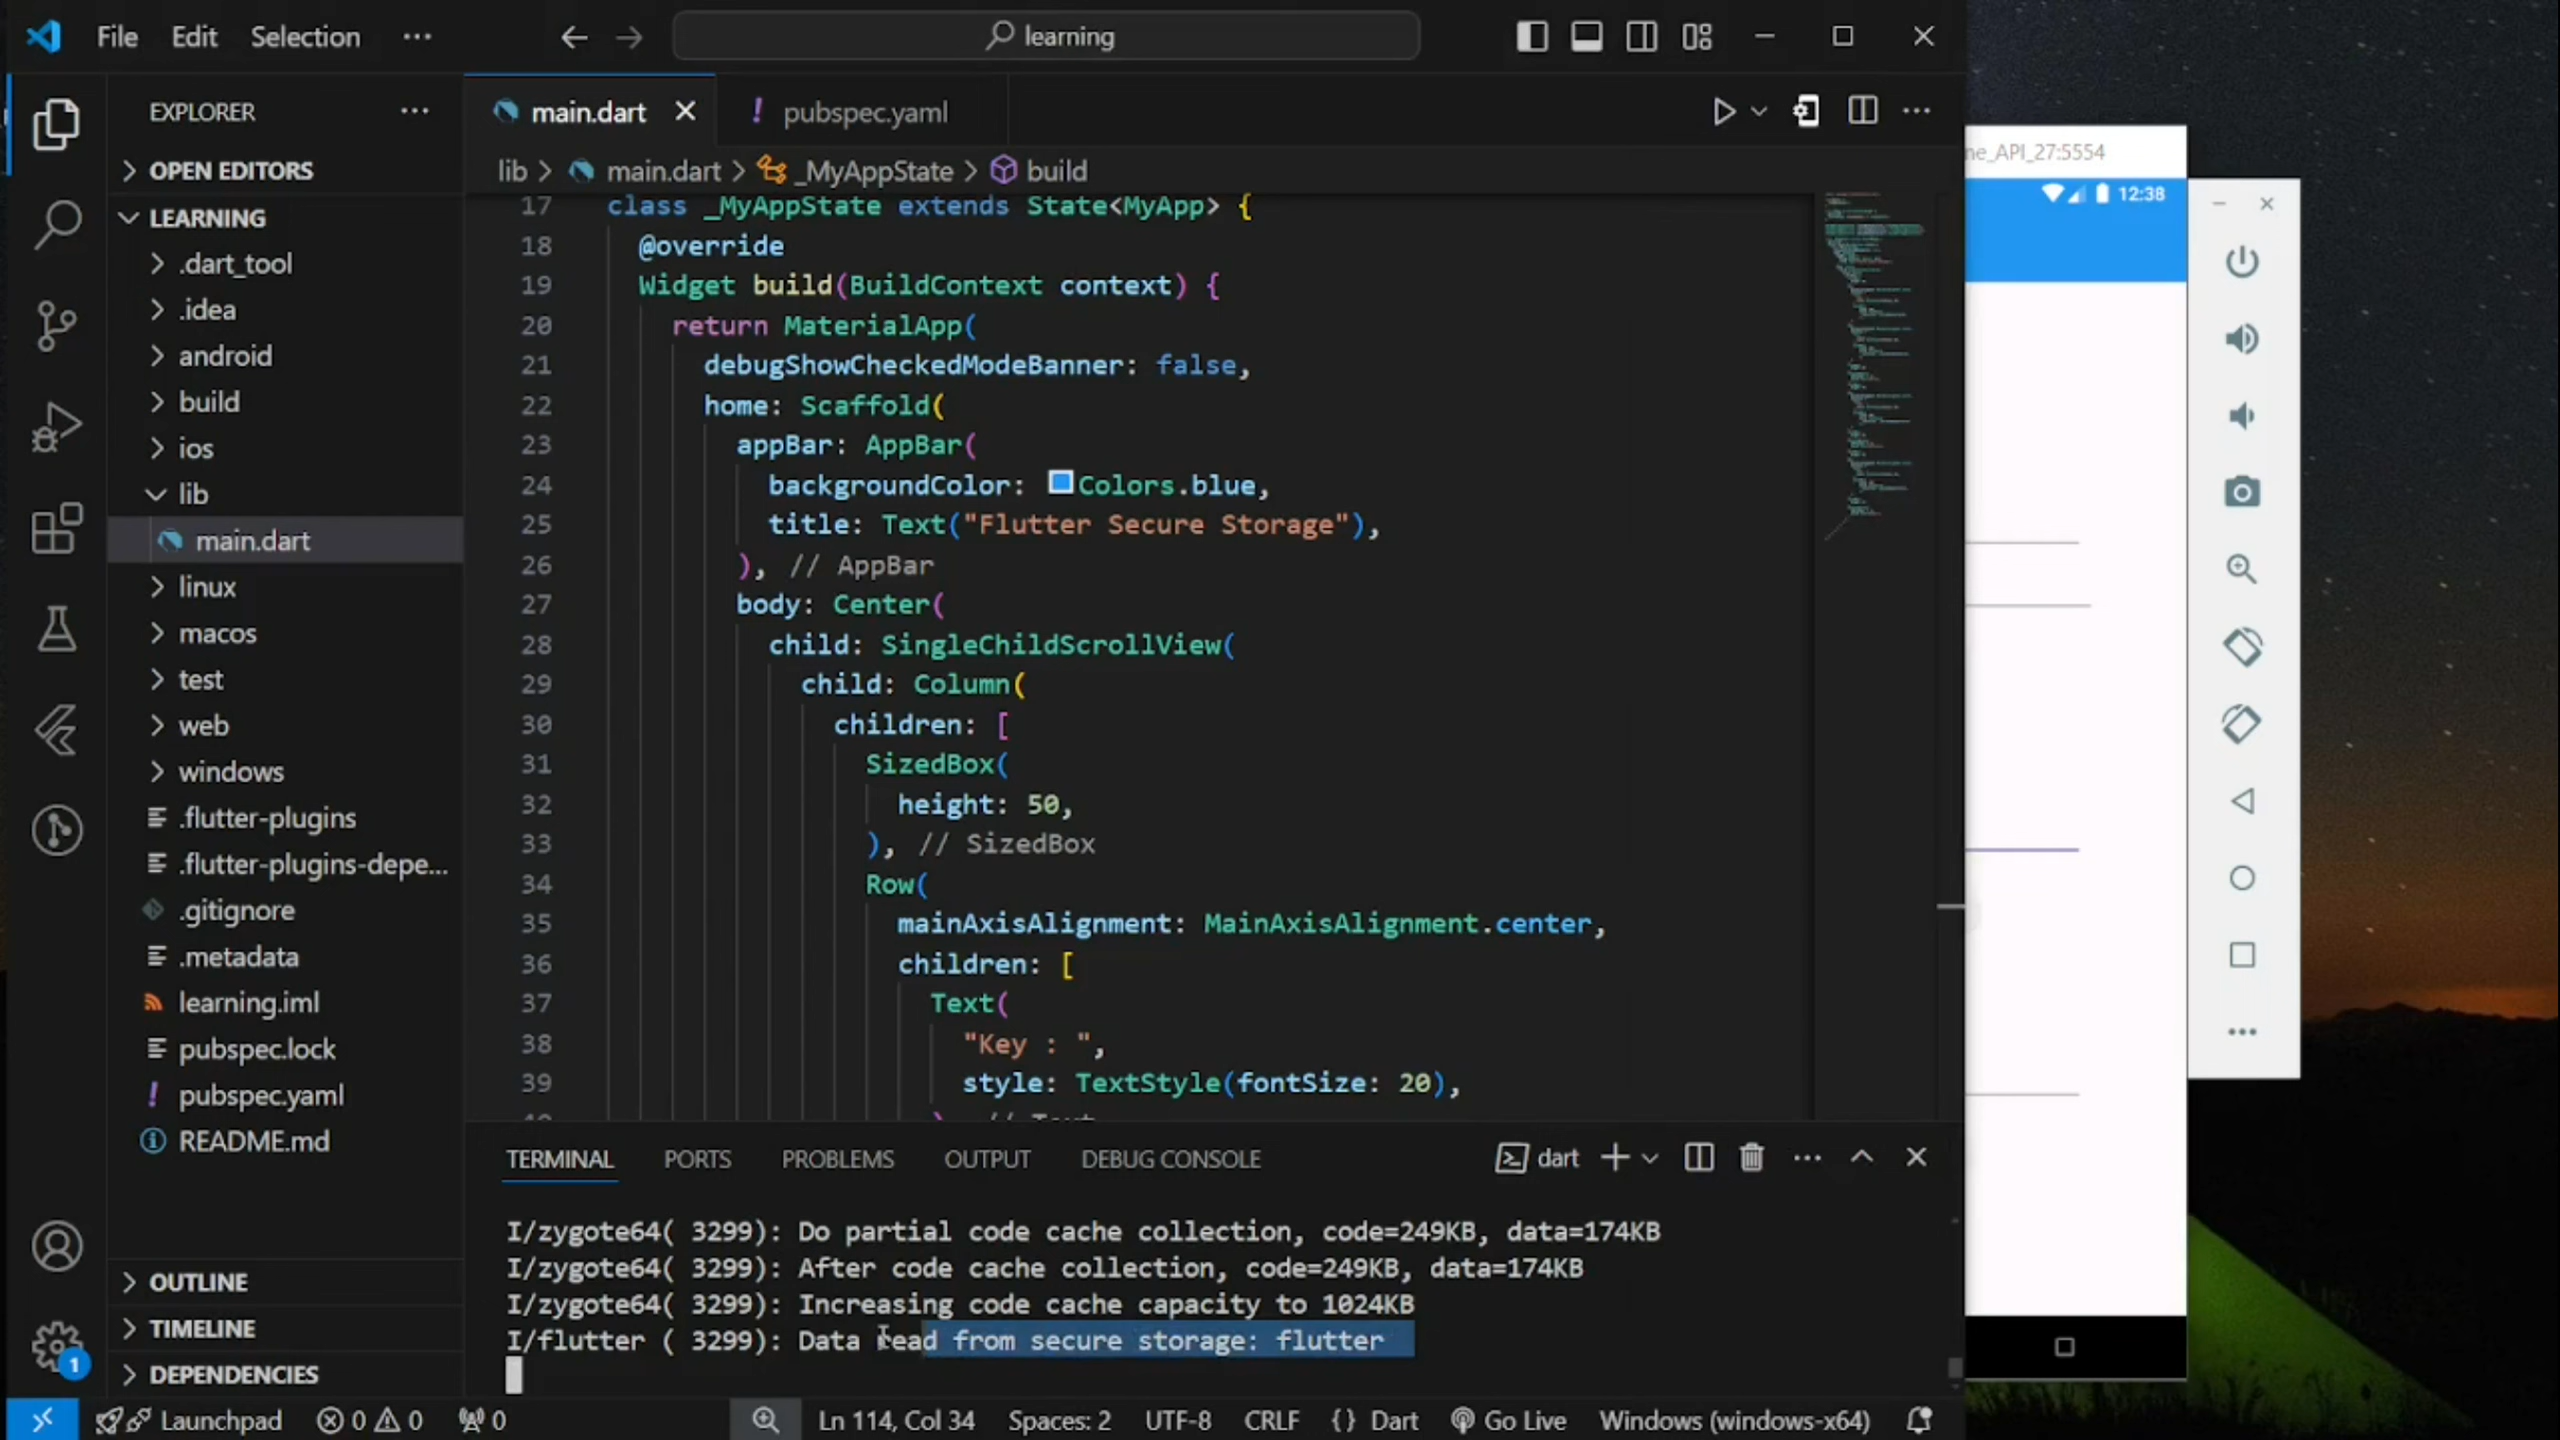 File Edit Selection ··· learning
EXPLORER ···
OPEN EDITORS
LEARNING
.dart_tool
.idea
android
build
ios
lib
main.dart
linux
macos
test
web
windows
.flutter-plugins
.flutter-plugins-depe...
.gitignore
.metadata
learning.iml
pubspec.lock
pubspec.yaml
README.md
OUTLINE
TIMELINE
DEPENDENCIES
1
main.dart pubspec.yaml
lib > main.dart > _MyAppState > build
17 class _MyAppState extends State<MyApp> {
18 @override
19 Widget build(BuildContext context) {
20 return MaterialApp(
21 debugShowCheckedModeBanner: false,
22 home: Scaffold(
23 appBar: AppBar(
24 backgroundColor: Colors.blue,
25 title: Text("Flutter Secure Storage"),
26 ), // AppBar
27 body: Center(
28 child: SingleChildScrollView(
29 child: Column(
30 children: [
31 SizedBox(
32 height: 50,
33 ), // SizedBox
34 Row(
35 mainAxisAlignment: MainAxisAlignment.center,
36 children: [
37 Text(
38 "Key : ",
39 style: TextStyle(fontSize: 20),
TERMINAL PORTS PROBLEMS OUTPUT DEBUG CONSOLE dart
I/zygote64( 3299): Do partial code cache collection, code=249KB, data=174KB
I/zygote64( 3299): After code cache collection, code=249KB, data=174KB
I/zygote64( 3299): Increasing code cache capacity to 1024KB
I/flutter ( 3299): Data read from secure storage: flutter
Launchpad 0 0 0 Ln 114, Col 34 Spaces: 2 UTF-8 CRLF {} Dart Go Live Windows (windows-x64)
ne_API_27:5554
12:38